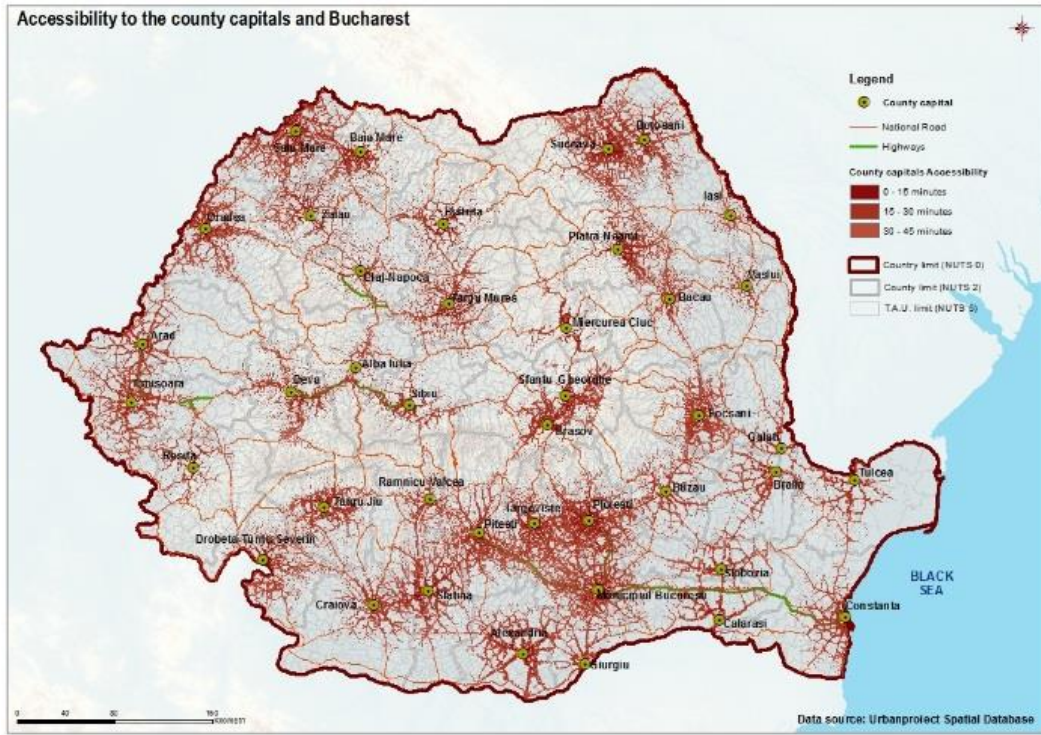 Accessibility to the county capitals and Bucharest
Legend
County capital
National Road
Highways
County capitals Accessibility
0 - 15 minutes
15 - 30 minutes
30 - 45 minutes
Country limit (NUTS 0)
County limit (NUTS 2)
T.A.U. limit (NUTS 5)
Satu Mare
Baia Mare
Suceava
Botosani
Oradea
Zalau
Bistrita
Iasi
Piatra Neamt
Cluj-Napoca
Targu Mures
Bacau
Vaslui
Miercurea Ciuc
Arad
Alba Iulia
Timisoara
Deva
Sibiu
Sfantu Gheorghe
Brasov
Focsani
Galati
Resita
Braila
Tulcea
Targu Jiu
Ramnicu Valcea
Buzau
Targoviste
Ploiesti
Pitesti
Drobeta-Turnu Severin
Slobozia
BLACK
SEA
Craiova
Slatina
Municipiul Bucuresti
Constanta
Calarasi
Alexandria
Giurgiu
0 40 80 160
Kilometers
Data source: Urbanproiect Spatial Database